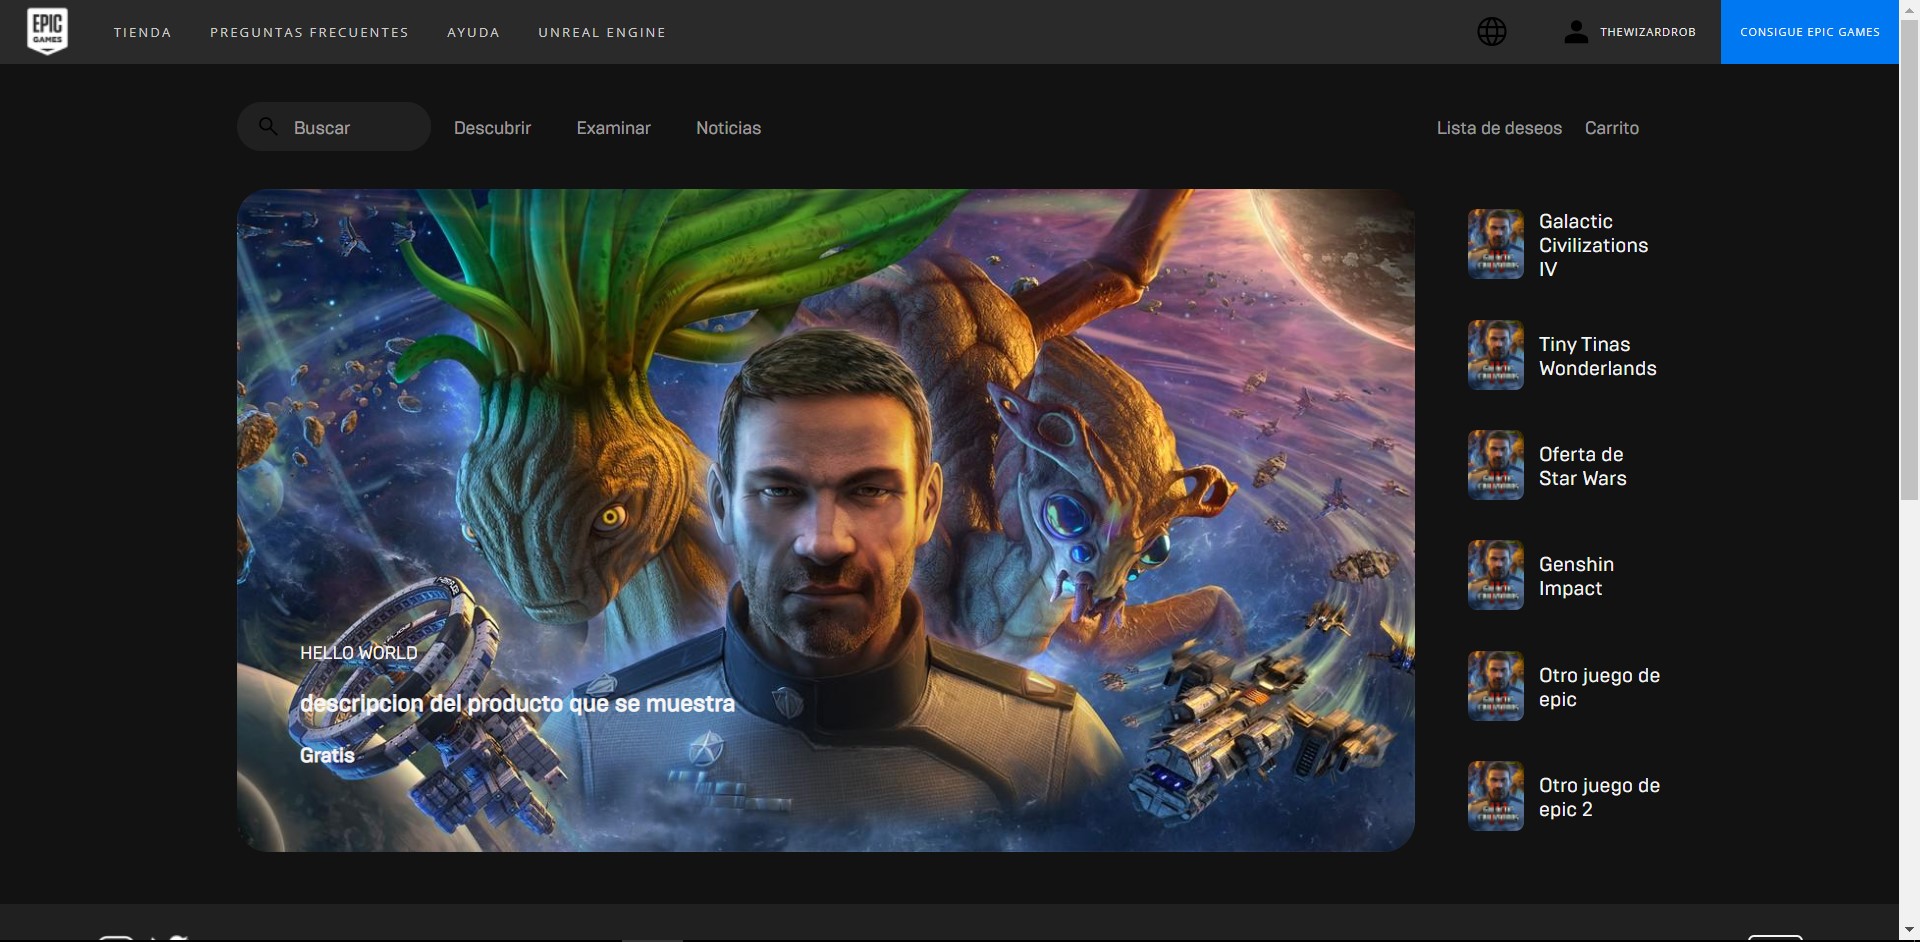 EPIC
GAMES
TIENDA
PREGUNTAS FRECUENTES
AYUDA
UNREAL ENGINE
THEWIZARDROB
CONSIGUE EPIC GAMES
Buscar
Descubrir
Examinar
Noticias
Lista de deseos
Carrito
HELLO WORLD
descripcion del producto que se muestra
Gratis
Galactic
Civilizations
IV
Tiny Tinas
Wonderlands
Oferta de
Star Wars
Genshin
Impact
Otro juego de
epic
Otro juego de
epic 2